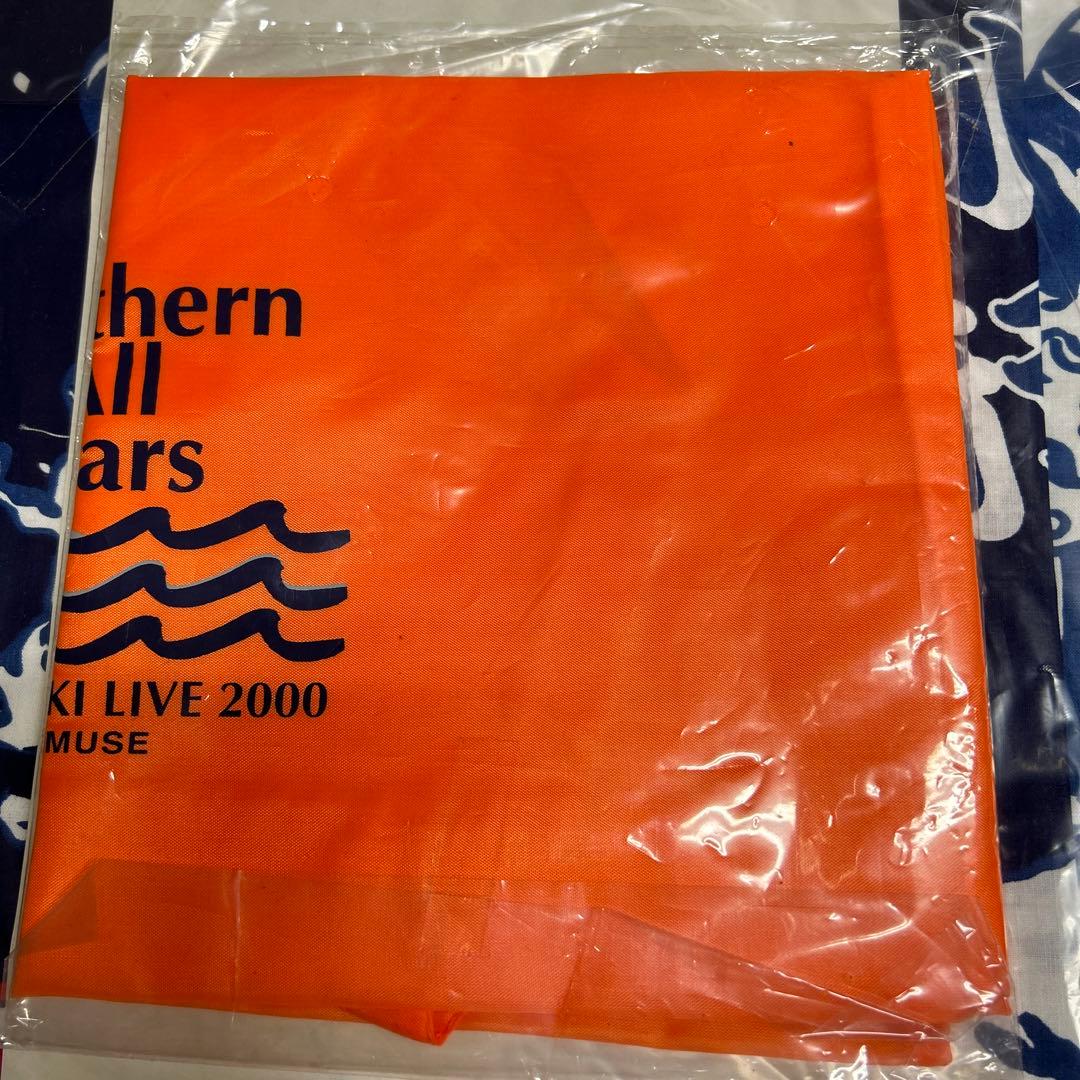 thern
All
ars
KI LIVE 2000
MUSE